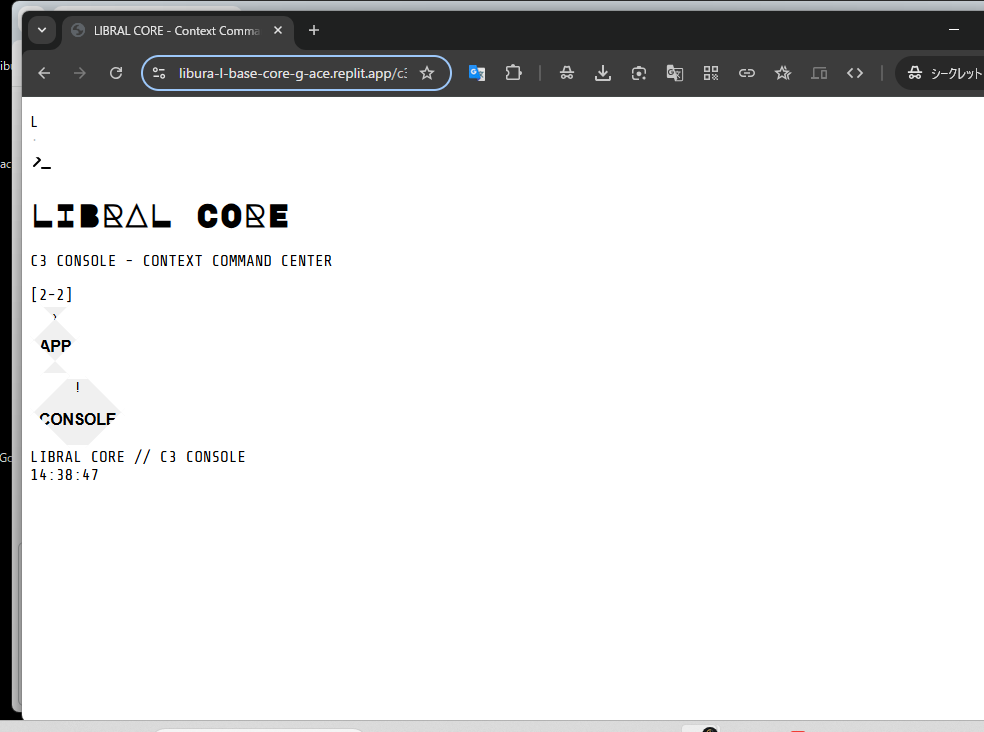 LIBRAL CORE - Context Comma
libura-l-base-core-g-ace.replit.app/c3
シークレット
L
>_
LIBRAL CORE
C3 CONSOLE - CONTEXT COMMAND CENTER
[2-2]
APP
!
CONSOLE
LIBRAL CORE // C3 CONSOLE
14:38:47